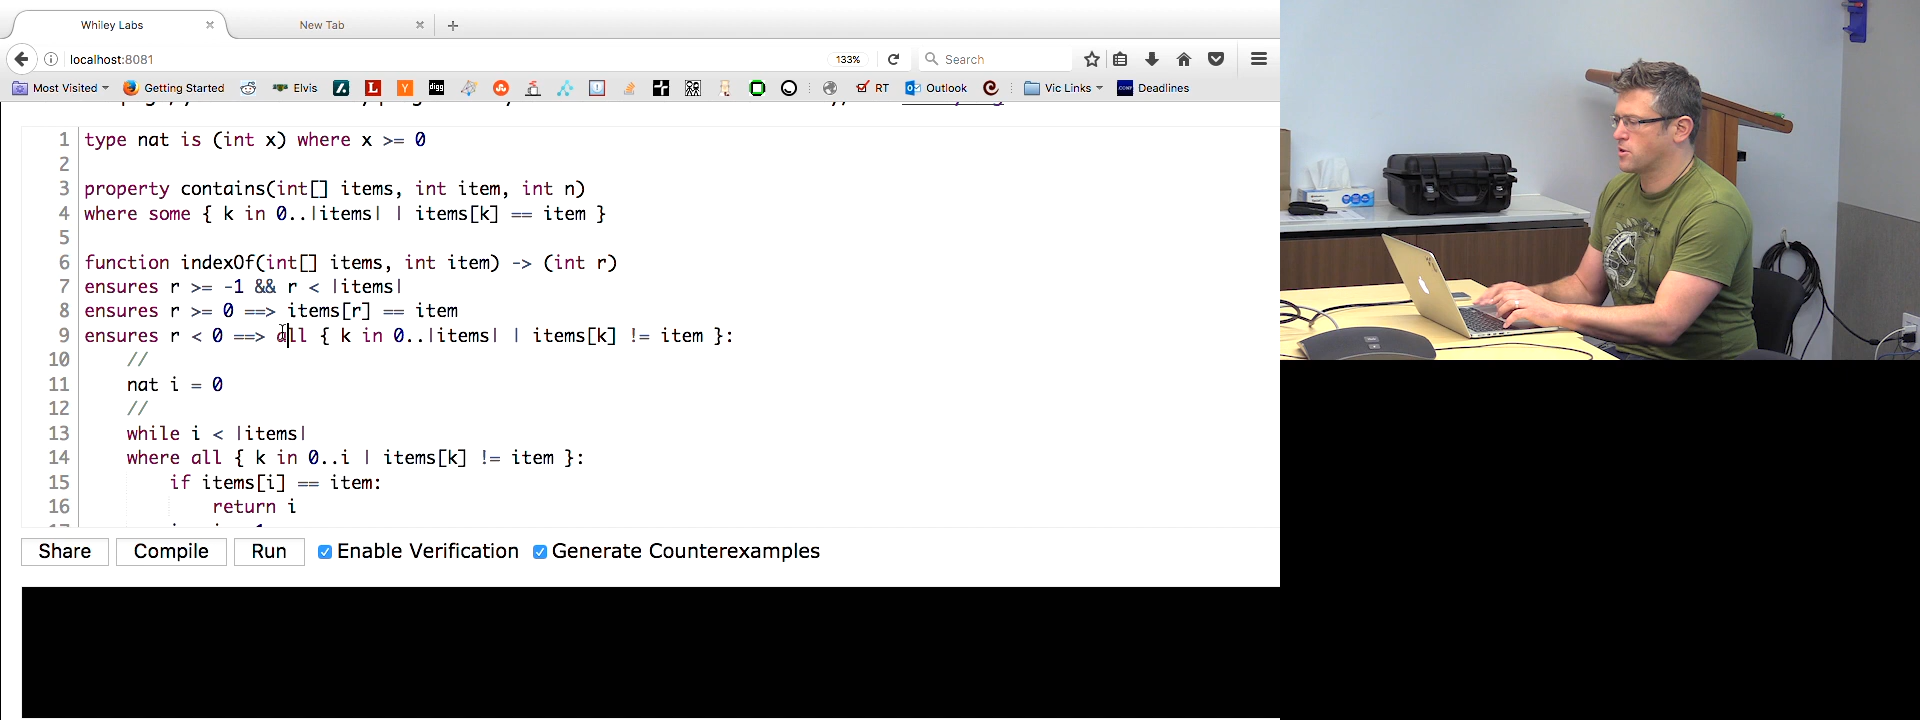 Whiley Labs
New Tab
localhost:8081
133%
Search
Most Visited
Getting Started
Elvis
RT
Outlook
Vic Links
Deadlines
1 type nat is (int x) where x >= 0
2
3 property contains(int[] items, int item, int n)
4 where some { k in 0..|items| | items[k] == item }
5
6 function indexOf(int[] items, int item) -> (int r)
7 ensures r >= -1 && r < |items|
8 ensures r >= 0 ==> items[r] == item
9 ensures r < 0 ==> all { k in 0..|items| | items[k] != item }:
10 //
11 nat i = 0
12 //
13 while i < |items|
14 where all { k in 0..i | items[k] != item }:
15 if items[i] == item:
16 return i
Share
Compile
Run
Enable Verification
Generate Counterexamples